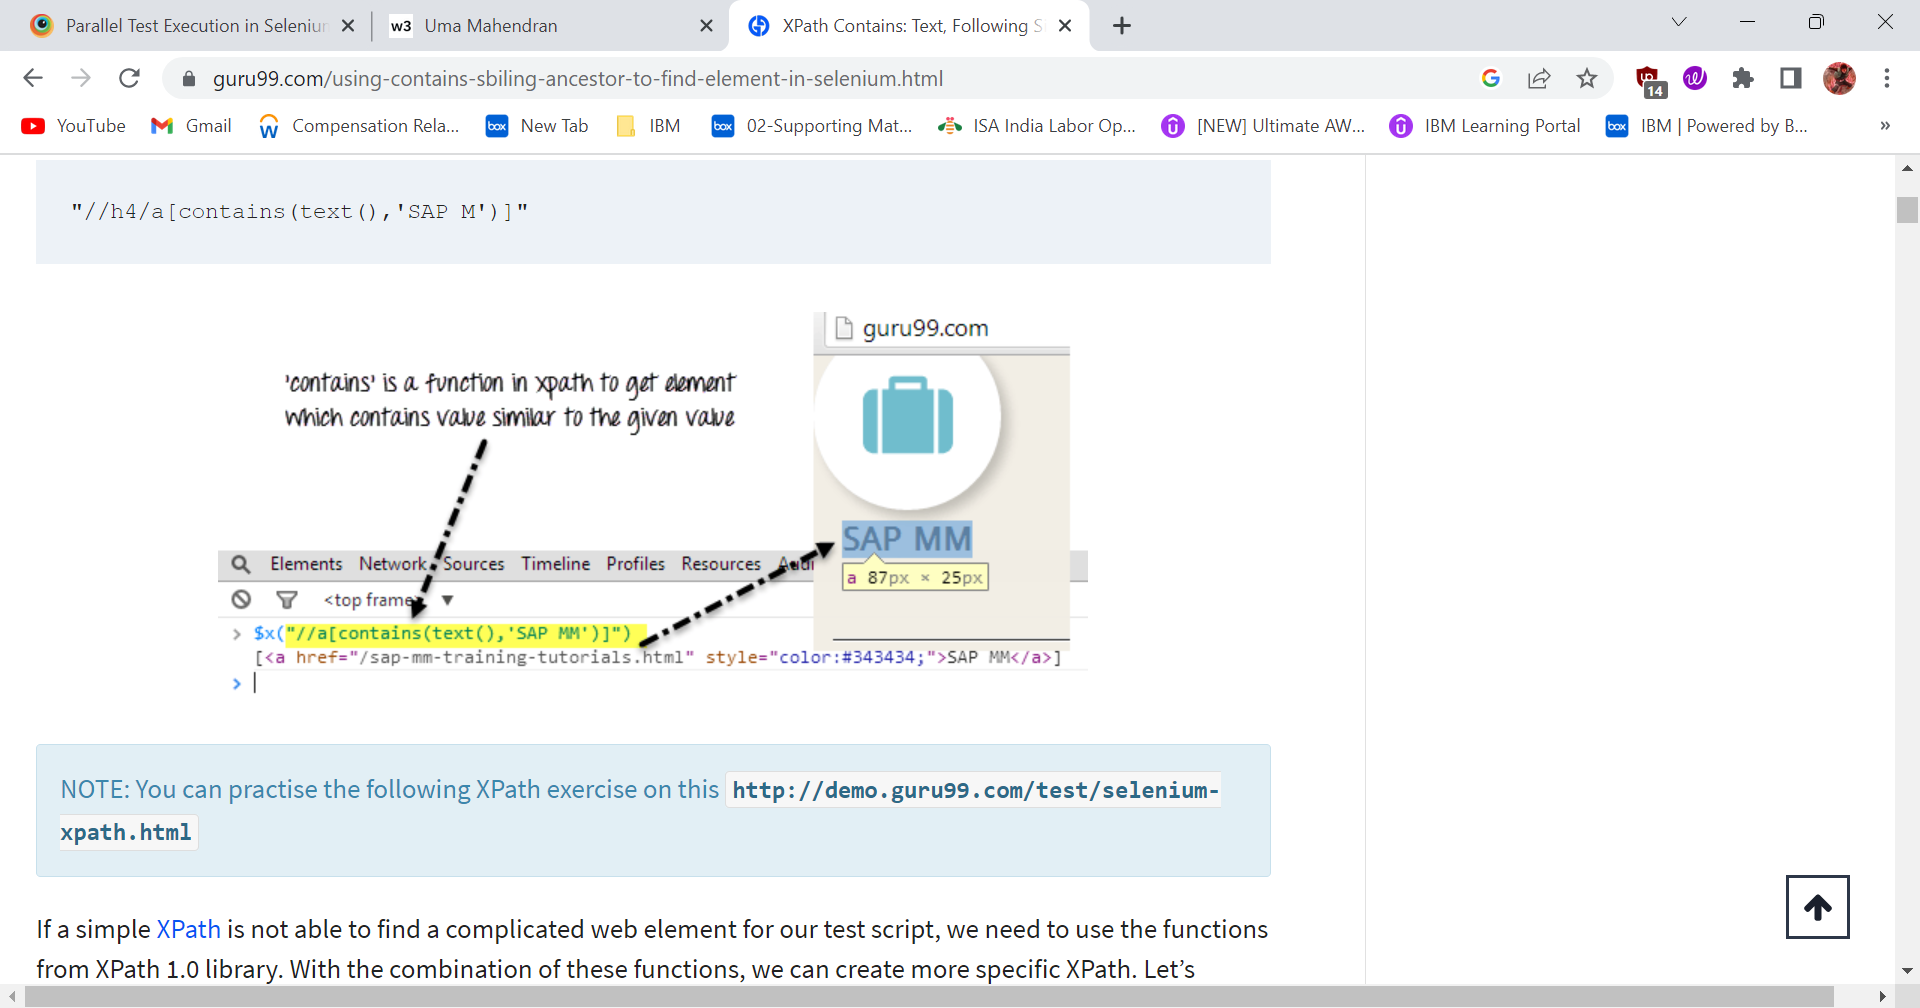 Parallel Test Execution in Selenium
w3 Uma Mahendran
XPath Contains: Text, Following S
guru99.com/using-contains-sbiling-ancestor-to-find-element-in-selenium.html
14
YouTube
Gmail
Compensation Rela...
box New Tab
IBM
box 02-Supporting Mat...
ISA India Labor Op...
[NEW] Ultimate AW...
IBM Learning Portal
box IBM | Powered by B...
»
"//h4/a[contains(text(),'SAP M')]"
guru99.com
'contains' is a function in xpath to get element
which contains value similar to the given value
SAP MM
a 87px × 25px
Elements Network Sources Timeline Profiles Resources Audi
<top frame> ▼
> $x("//a[contains(text(),'SAP MM')]")
[<a href="/sap-mm-training-tutorials.html" style="color:#343434;">SAP MM</a>]
>
NOTE: You can practise the following XPath exercise on this http://demo.guru99.com/test/selenium-
xpath.html
If a simple XPath is not able to find a complicated web element for our test script, we need to use the functions
from XPath 1.0 library. With the combination of these functions, we can create more specific XPath. Let’s